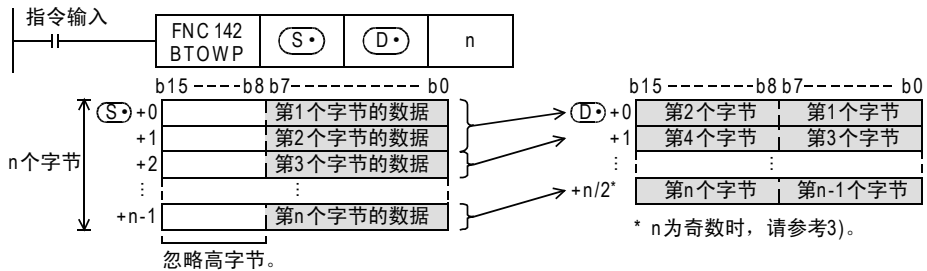 指令输入
FNC 142
BTOWP
S·
D·
n
b15 ----b8 b7------- b0
S· +0
第1个字节的数据
+1
第2个字节的数据
+2
第3个字节的数据
⋮
⋮
+n-1
第n个字节的数据
n个字节
忽略高字节。
b15 -------b8 b7------- b0
D· +0
第2个字节
第1个字节
+1
第4个字节
第3个字节
⋮
⋮
+n/2*
第n个字节
第n-1个字节
* n为奇数时，请参考3)。